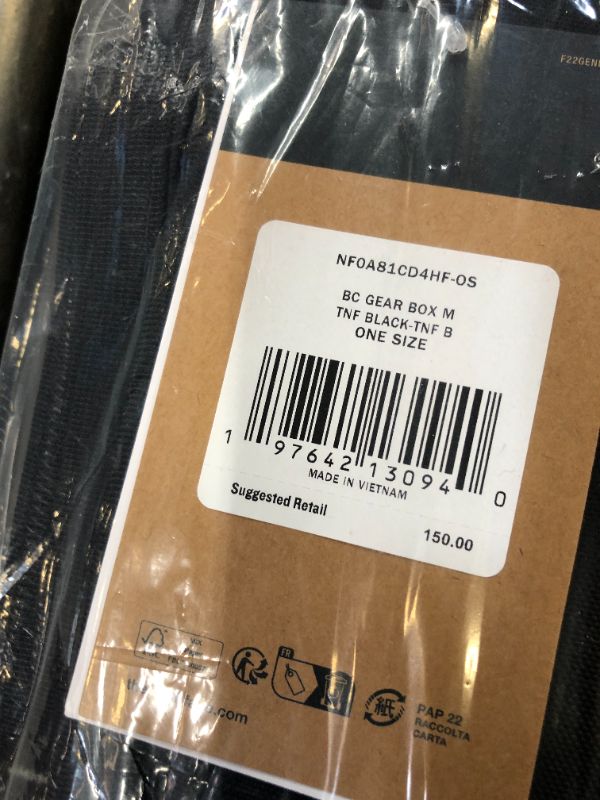 NF0A81CD4HF-OS
BC GEAR BOX M
TNF BLACK-TNF B
ONE SIZE
1 97642 13094 0
MADE IN VIETNAM
Suggested Retail
150.00
FR
紙
PAP 22
RACCOLTA
CARTA
.com